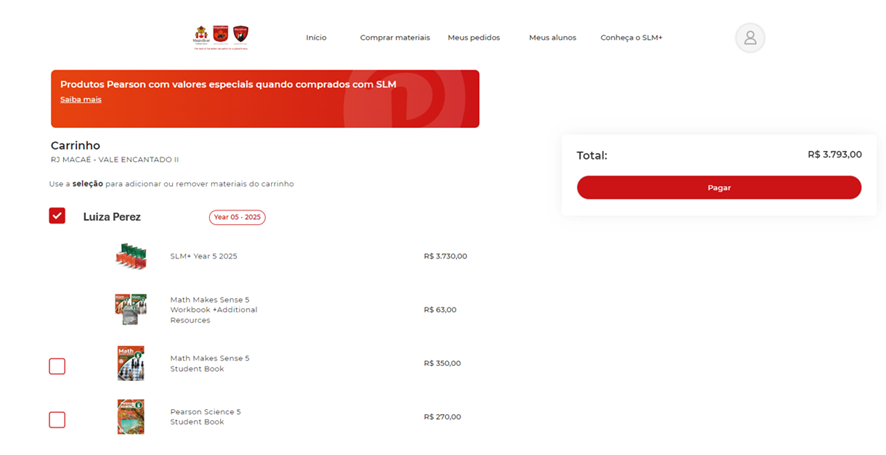 Início
Comprar materiais
Meus pedidos
Meus alunos
Conheça o SLM+
Produtos Pearson com valores especiais quando comprados com SLM
Saiba mais
Carrinho
RJ MACAÉ - VALE ENCANTADO II
Use a seleção para adicionar ou remover materiais do carrinho
Total:
R$ 3.793,00
Pagar
Luiza Perez
Year 05 - 2025
SLM+ Year 5 2025
R$ 3.730,00
Math Makes Sense 5
Workbook +Additional
Resources
R$ 63,00
Math Makes Sense 5
Student Book
R$ 350,00
Pearson Science 5
Student Book
R$ 270,00